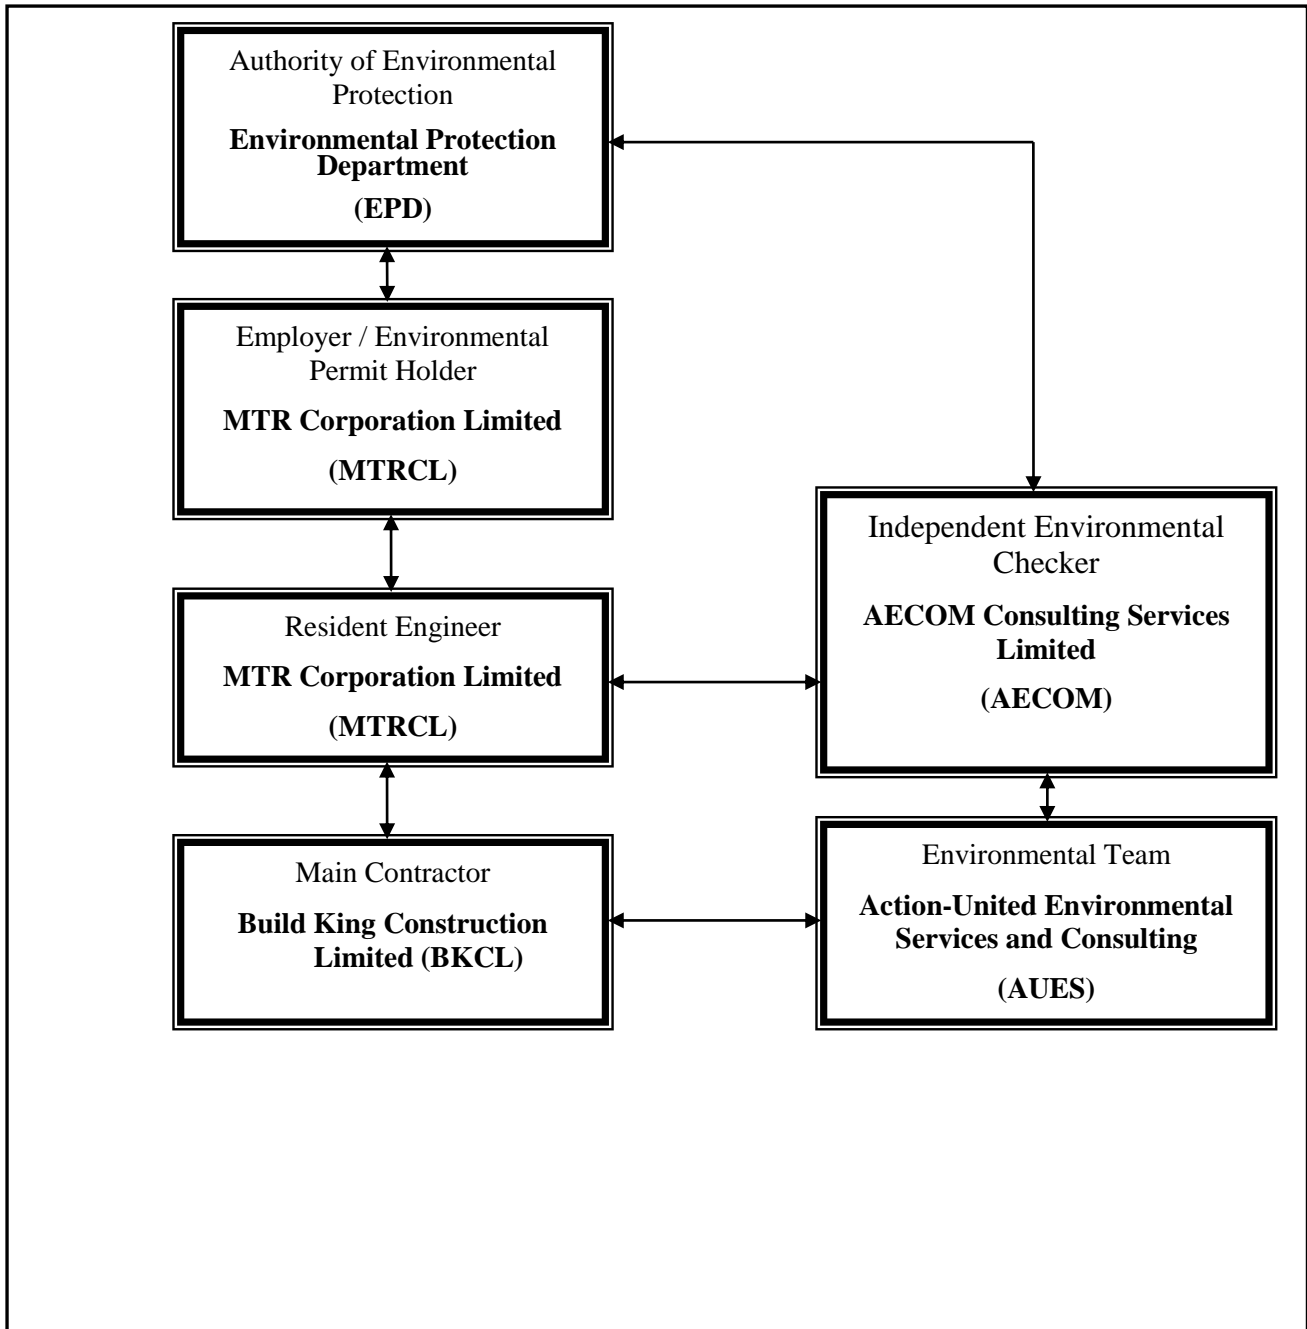 Authority of Environmental
Protection
Environmental Protection
Department
(EPD)
Employer / Environmental
Permit Holder
MTR Corporation Limited
(MTRCL)
Resident Engineer
MTR Corporation Limited
(MTRCL)
Main Contractor
Build King Construction
Limited (BKCL)
Independent Environmental
Checker
AECOM Consulting Services
Limited
(AECOM)
Environmental Team
Action-United Environmental
Services and Consulting
(AUES)